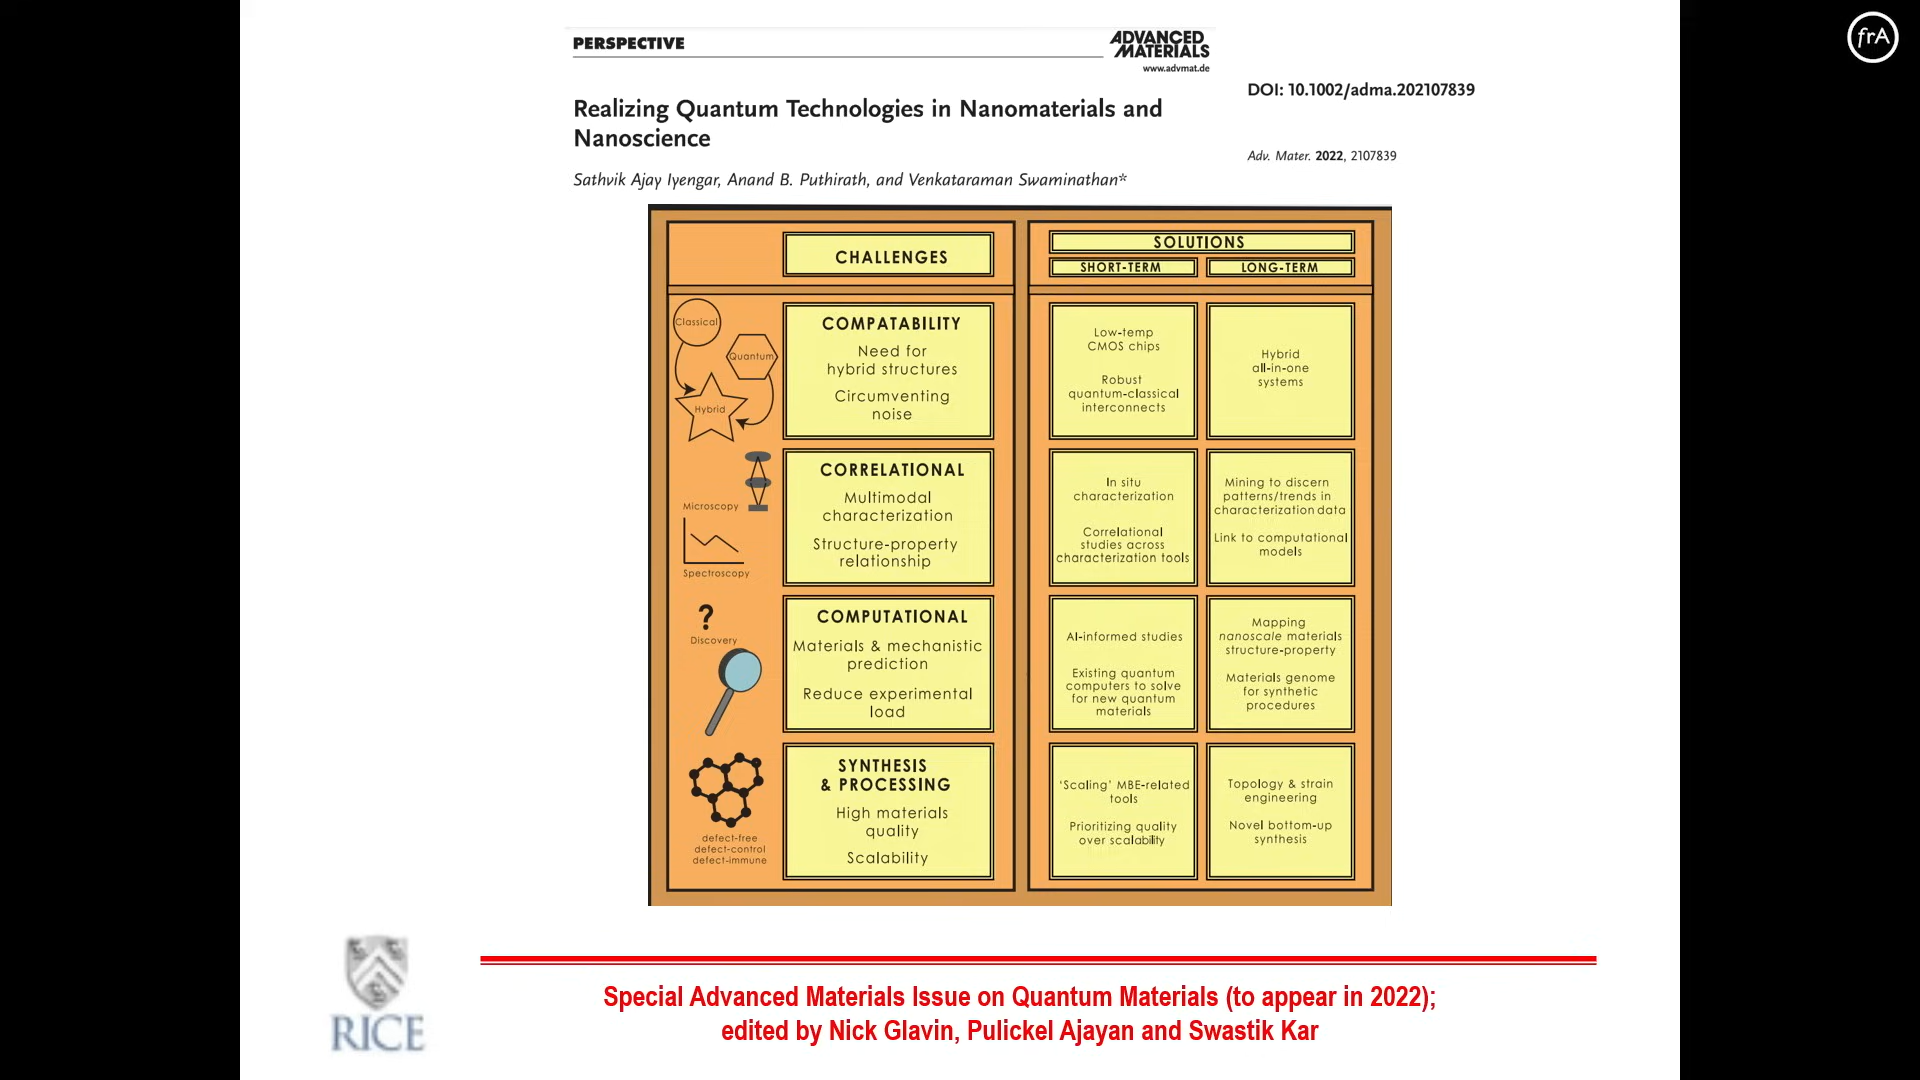 frA
PERSPECTIVE
ADVANCED
MATERIALS
www.advmat.de
DOI: 10.1002/adma.202107839
Realizing Quantum Technologies in Nanomaterials and
Nanoscience
Adv. Mater. 2022, 2107839
Sathvik Ajay Iyengar, Anand B. Puthirath, and Venkataraman Swaminathan*
CHALLENGES
SOLUTIONS
SHORT-TERM
LONG-TERM
Classical
Quantum
Hybrid
COMPATABILITY
Need for
hybrid structures
Circumventing
noise
Low-temp
CMOS chips
Robust
quantum-classical
interconnects
Hybrid
all-in-one
systems
Microscopy
Spectroscopy
CORRELATIONAL
Multimodal
characterization
Structure-property
relationship
In situ
characterization
Correlational
studies across
characterization tools
Mining to discern
patterns/trends in
characterization data
Link to computational
models
?
Discovery
COMPUTATIONAL
Materials & mechanistic
prediction
Reduce experimental
load
AI-informed studies
Existing quantum
computers to solve
for new quantum
materials
Mapping
nanoscale materials
structure-property
Materials genome
for synthetic
procedures
defect-free
defect-control
defect-immune
SYNTHESIS
& PROCESSING
High materials
quality
Scalability
‘Scaling’ MBE-related
tools
Prioritizing quality
over scalability
Topology & strain
engineering
Novel bottom-up
synthesis
RICE
Special Advanced Materials Issue on Quantum Materials (to appear in 2022);
edited by Nick Glavin, Pulickel Ajayan and Swastik Kar